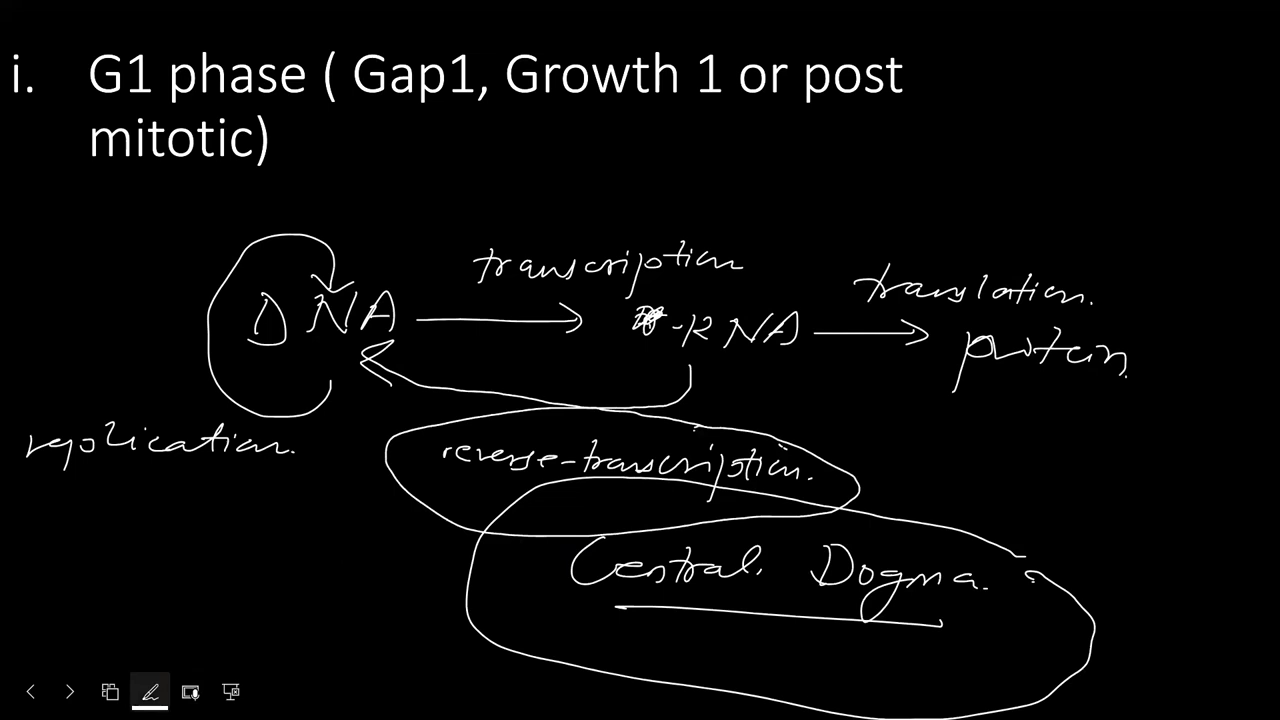 i. G1 phase ( Gap1, Growth 1 or post
mitotic)
transcription
translation.
DNA
-RNA
protein.
replication.
reverse-transcription.
Central Dogma.